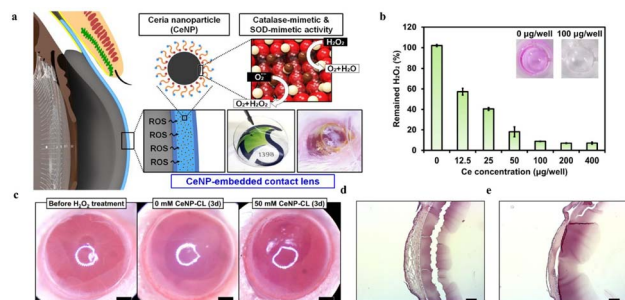 a
Ceria nanoparticle
(CeNP)
Catalase-mimetic &
SOD-mimetic activity
H₂O₂
O₂+H₂O
O₂⁻
O₂+H₂O₂
ROS
ROS
ROS
ROS
1398
CeNP-embedded contact lens
b
Remained H₂O₂ (%)
120
100
80
60
40
20
0
0 μg/well
100 μg/well
0
12.5
25
50
100
200
400
Ce concentration (μg/well)
c
Before H₂O₂ treatment
0 mM CeNP-CL (3d)
50 mM CeNP-CL (3d)
d
e